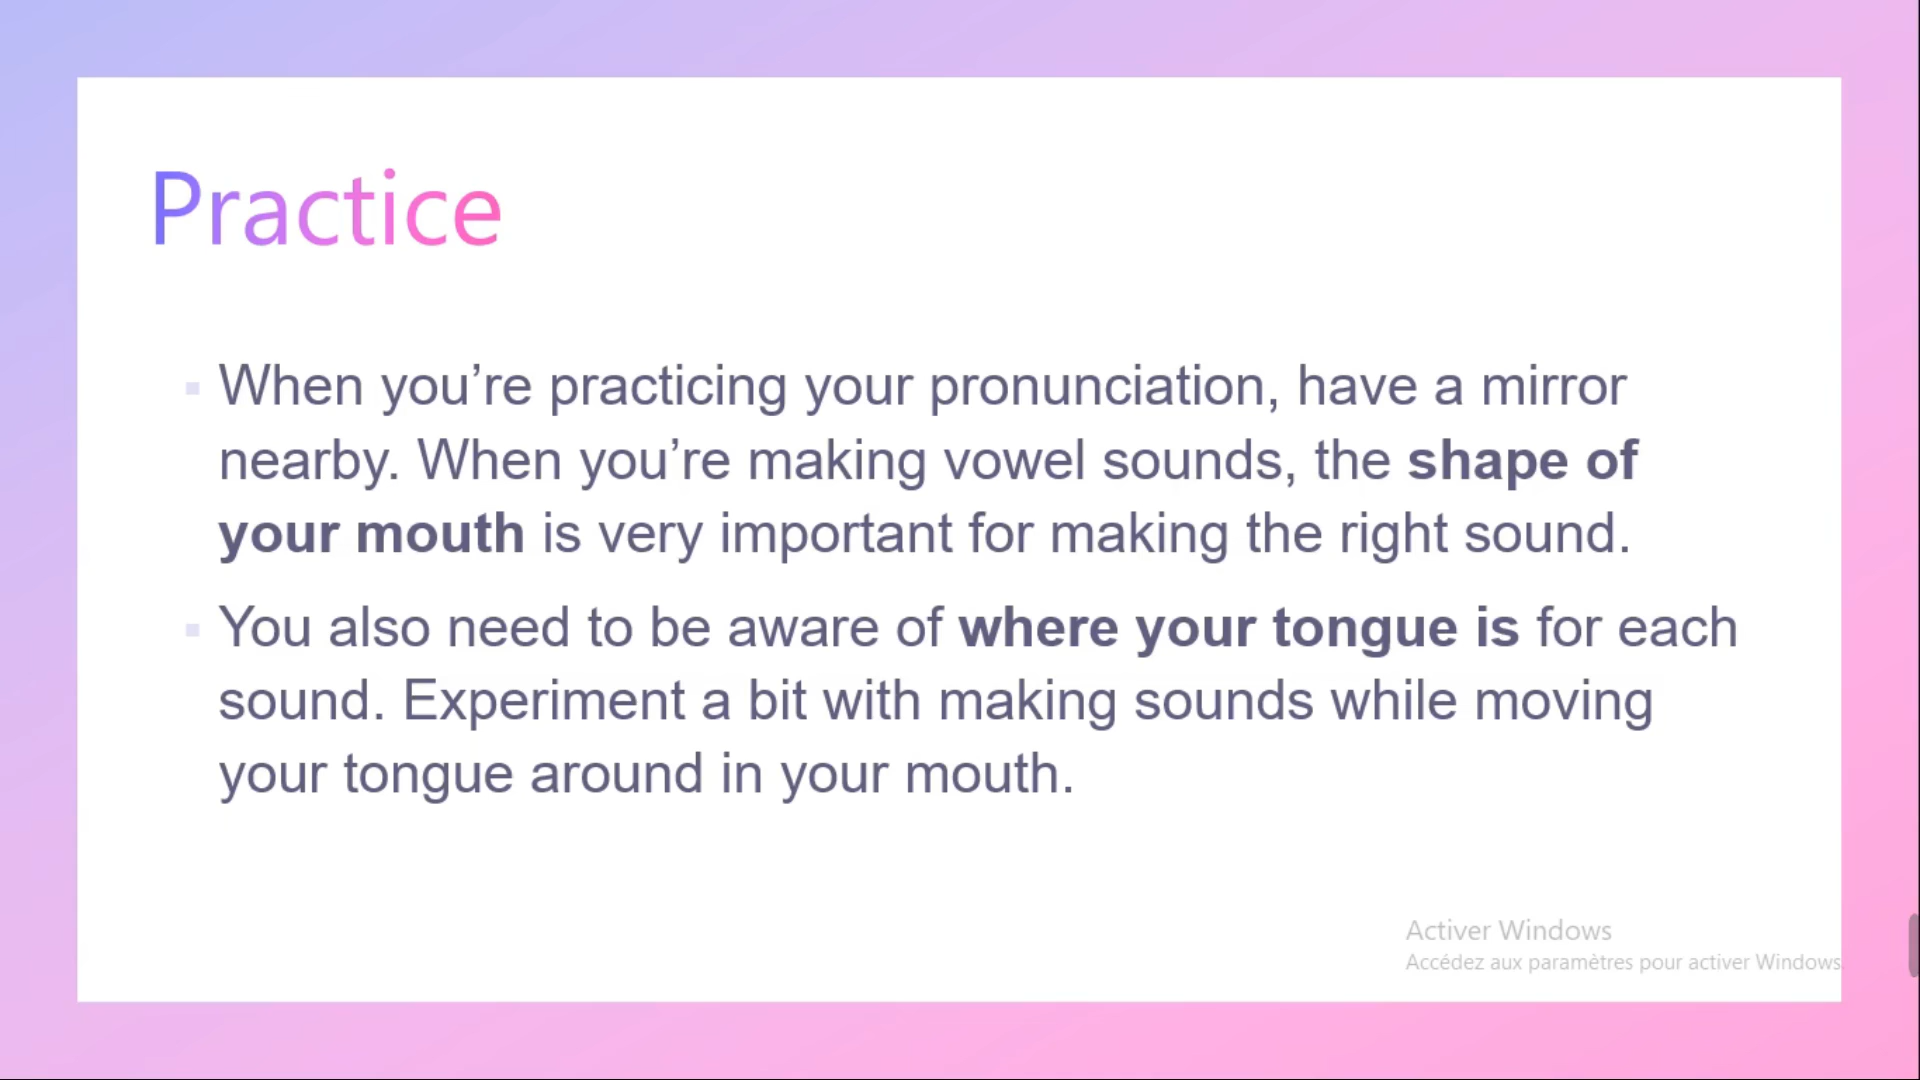 Practice
When you’re practicing your pronunciation, have a mirror
nearby. When you’re making vowel sounds, the shape of
your mouth is very important for making the right sound.
You also need to be aware of where your tongue is for each
sound. Experiment a bit with making sounds while moving
your tongue around in your mouth.
Activer Windows
Accédez aux paramètres pour activer Windows.